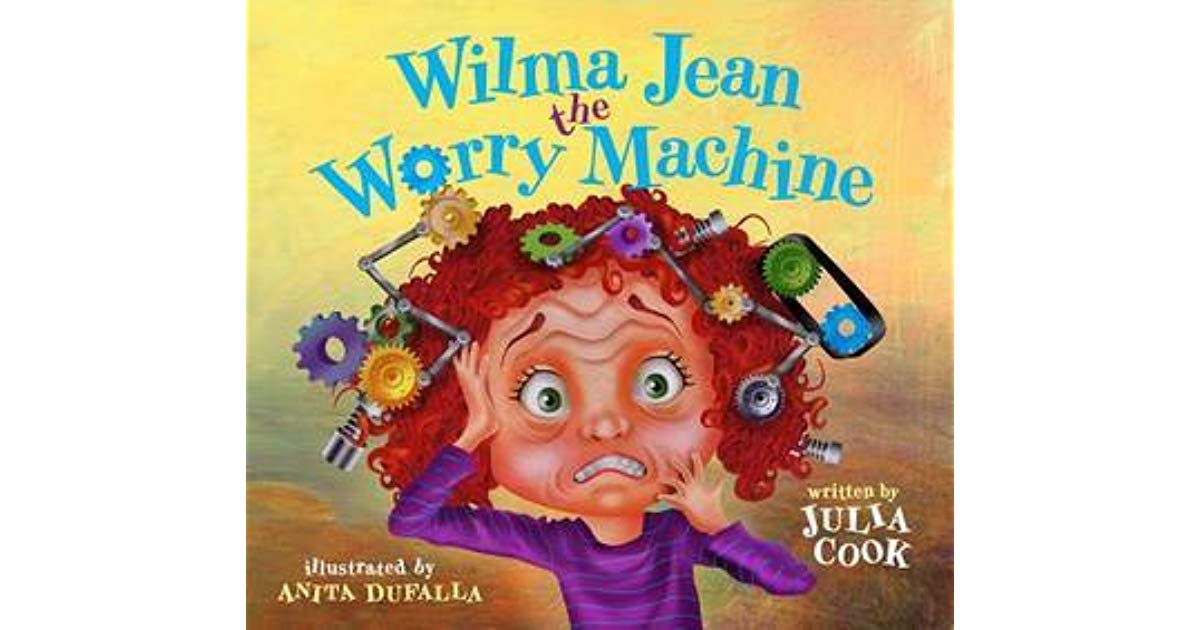 Wilma Jean
the
Worry Machine
written by
JULIA
COOK
illustrated by
ANITA DUFALLA